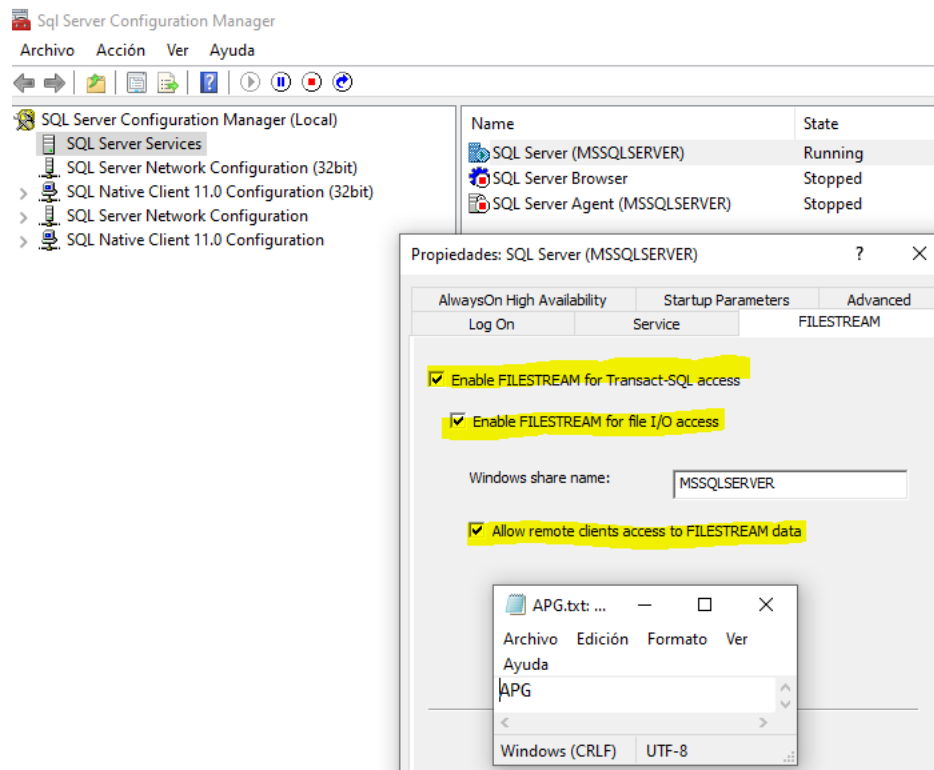 Sql Server Configuration Manager
Archivo Acción Ver Ayuda
SQL Server Configuration Manager (Local)
SQL Server Services
SQL Server Network Configuration (32bit)
SQL Native Client 11.0 Configuration (32bit)
SQL Server Network Configuration
SQL Native Client 11.0 Configuration
Name State
SQL Server (MSSQLSERVER) Running
SQL Server Browser Stopped
SQL Server Agent (MSSQLSERVER) Stopped
Propiedades: SQL Server (MSSQLSERVER) ?
AlwaysOn High Availability Startup Parameters Advanced
Log On Service FILESTREAM
Enable FILESTREAM for Transact-SQL access
Enable FILESTREAM for file I/O access
Windows share name: MSSQLSERVER
Allow remote clients access to FILESTREAM data
APG.txt: ...
Archivo Edición Formato Ver
Ayuda
APG
Windows (CRLF) UTF-8